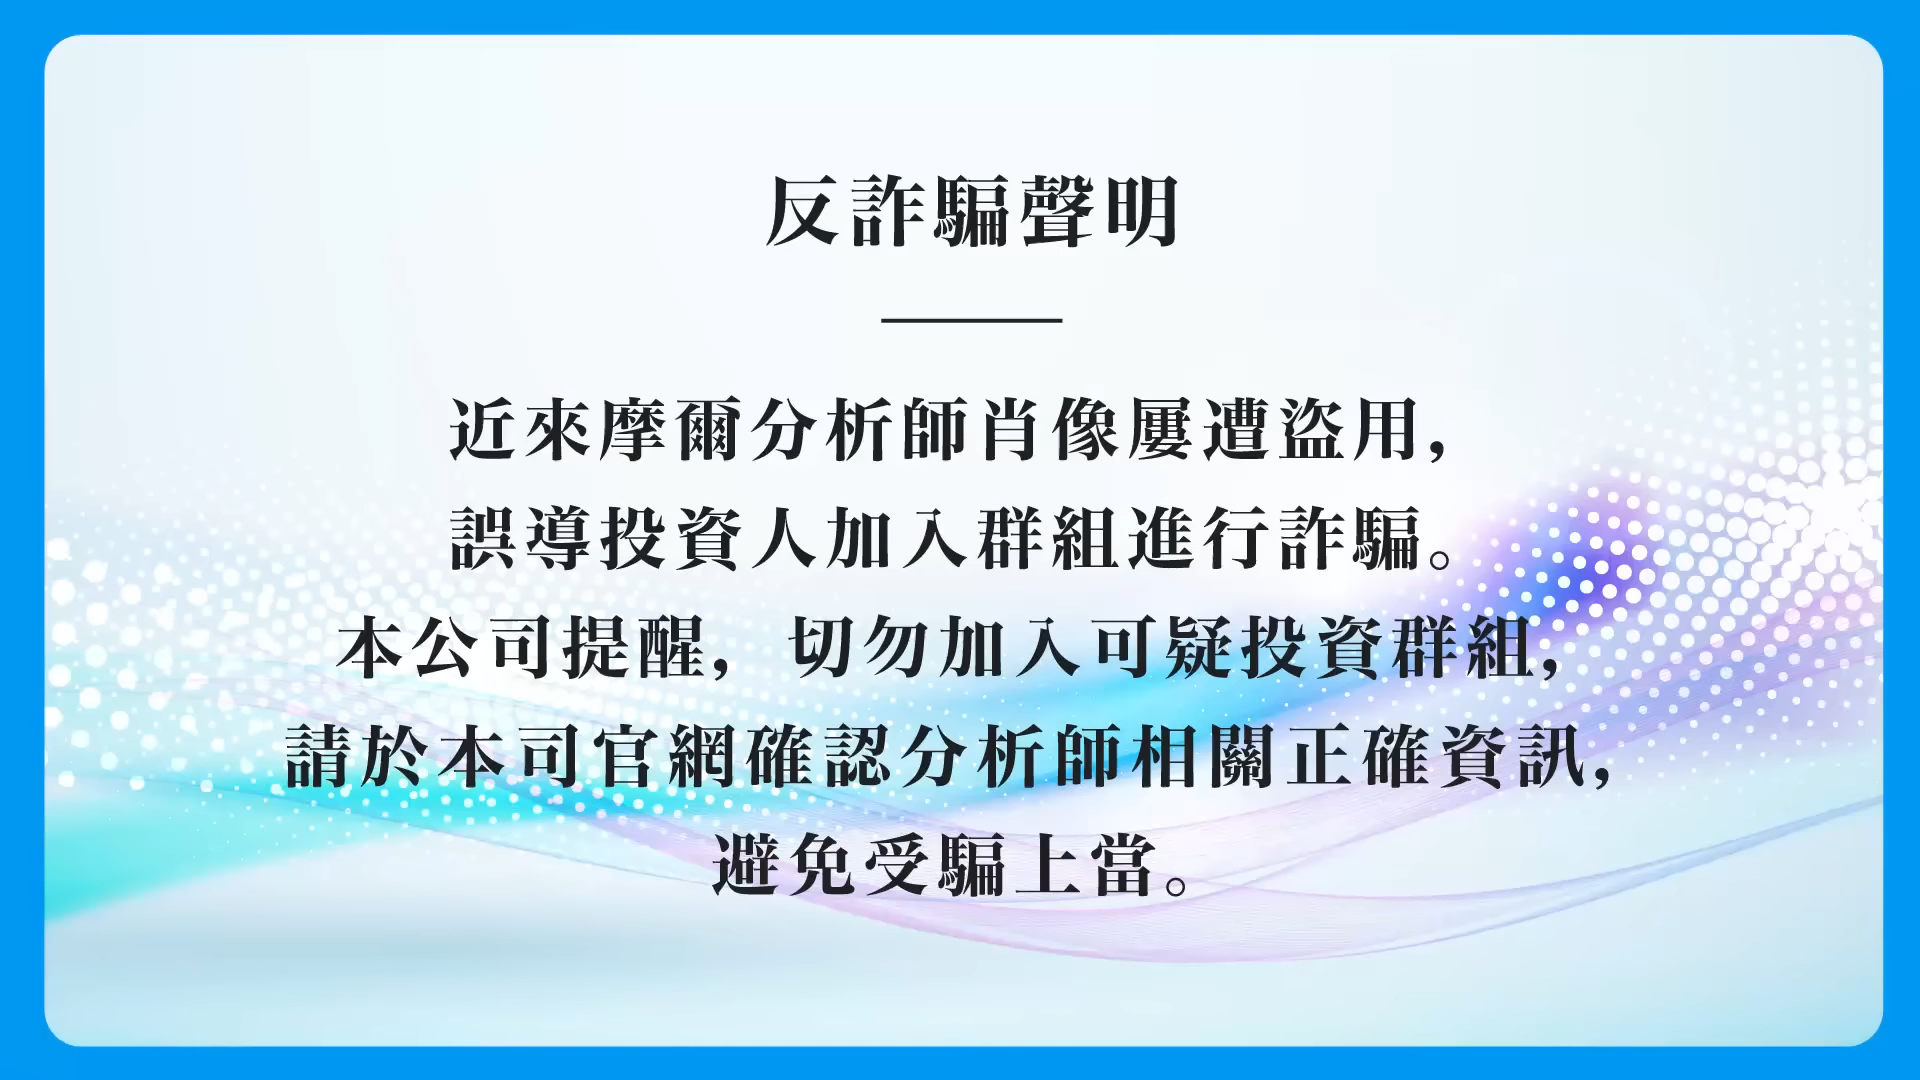 反詐騙聲明
近來摩爾分析師肖像屢遭盜用，
誤導投資人加入群組進行詐騙。
本公司提醒，切勿加入可疑投資群組，
請於本司官網確認分析師相關正確資訊，
避免受騙上當。